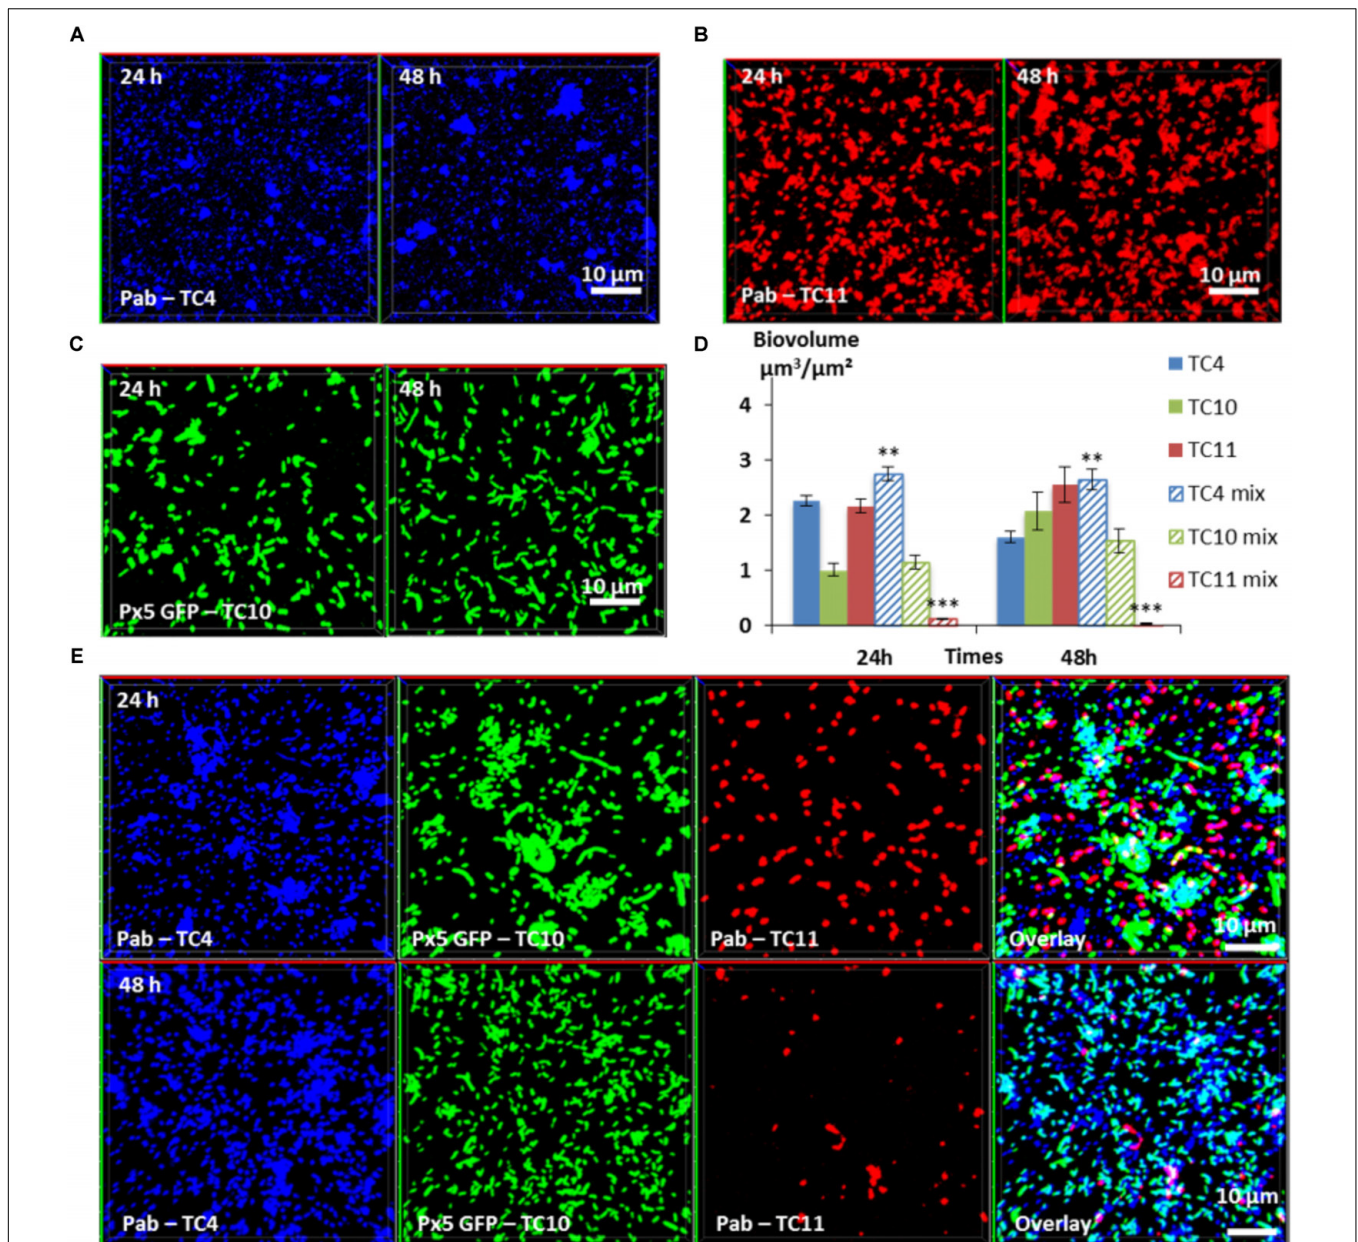 A
24 h
48 h
10 µm
Pab – TC4
B
24 h
48 h
10 µm
Pab – TC11
C
24 h
48 h
10 µm
Px5 GFP – TC10
D
Biovolume
µm³/µm²
4
3
2
1
0
**
***
**
***
24h
Times
48h
TC4
TC10
TC11
TC4 mix
TC10 mix
TC11 mix
E
24 h
Pab – TC4
Px5 GFP – TC10
Pab – TC11
Overlay
10 µm
48 h
Pab – TC4
Px5 GFP – TC10
Pab – TC11
Overlay
10 µm